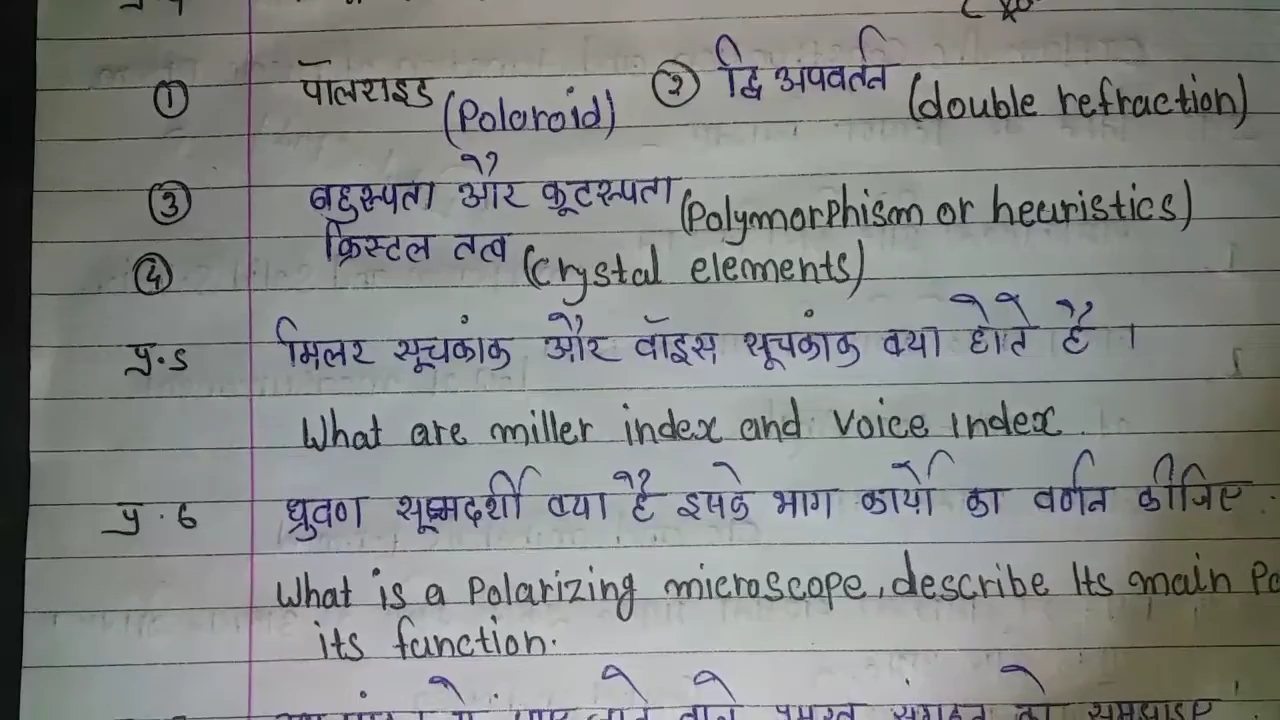 ① पॉलराइड (Polaroid) ② द्वि अपवर्तन (double refraction)
③ बहुरूपता और कूटरूपता (Polymorphism or heuristics)
④ क्रिस्टल तत्व (Crystal elements)
प्र.5 मिलर सूचकांक और वॉइस सूचकांक क्या होते है ।
What are miller index and voice index.
प्र.6 ध्रुवण सूक्ष्मदर्शी क्या है इसके भाग कार्यो का वर्णन कीजिए
What is a Polarizing microscope, describe Its main
its function.